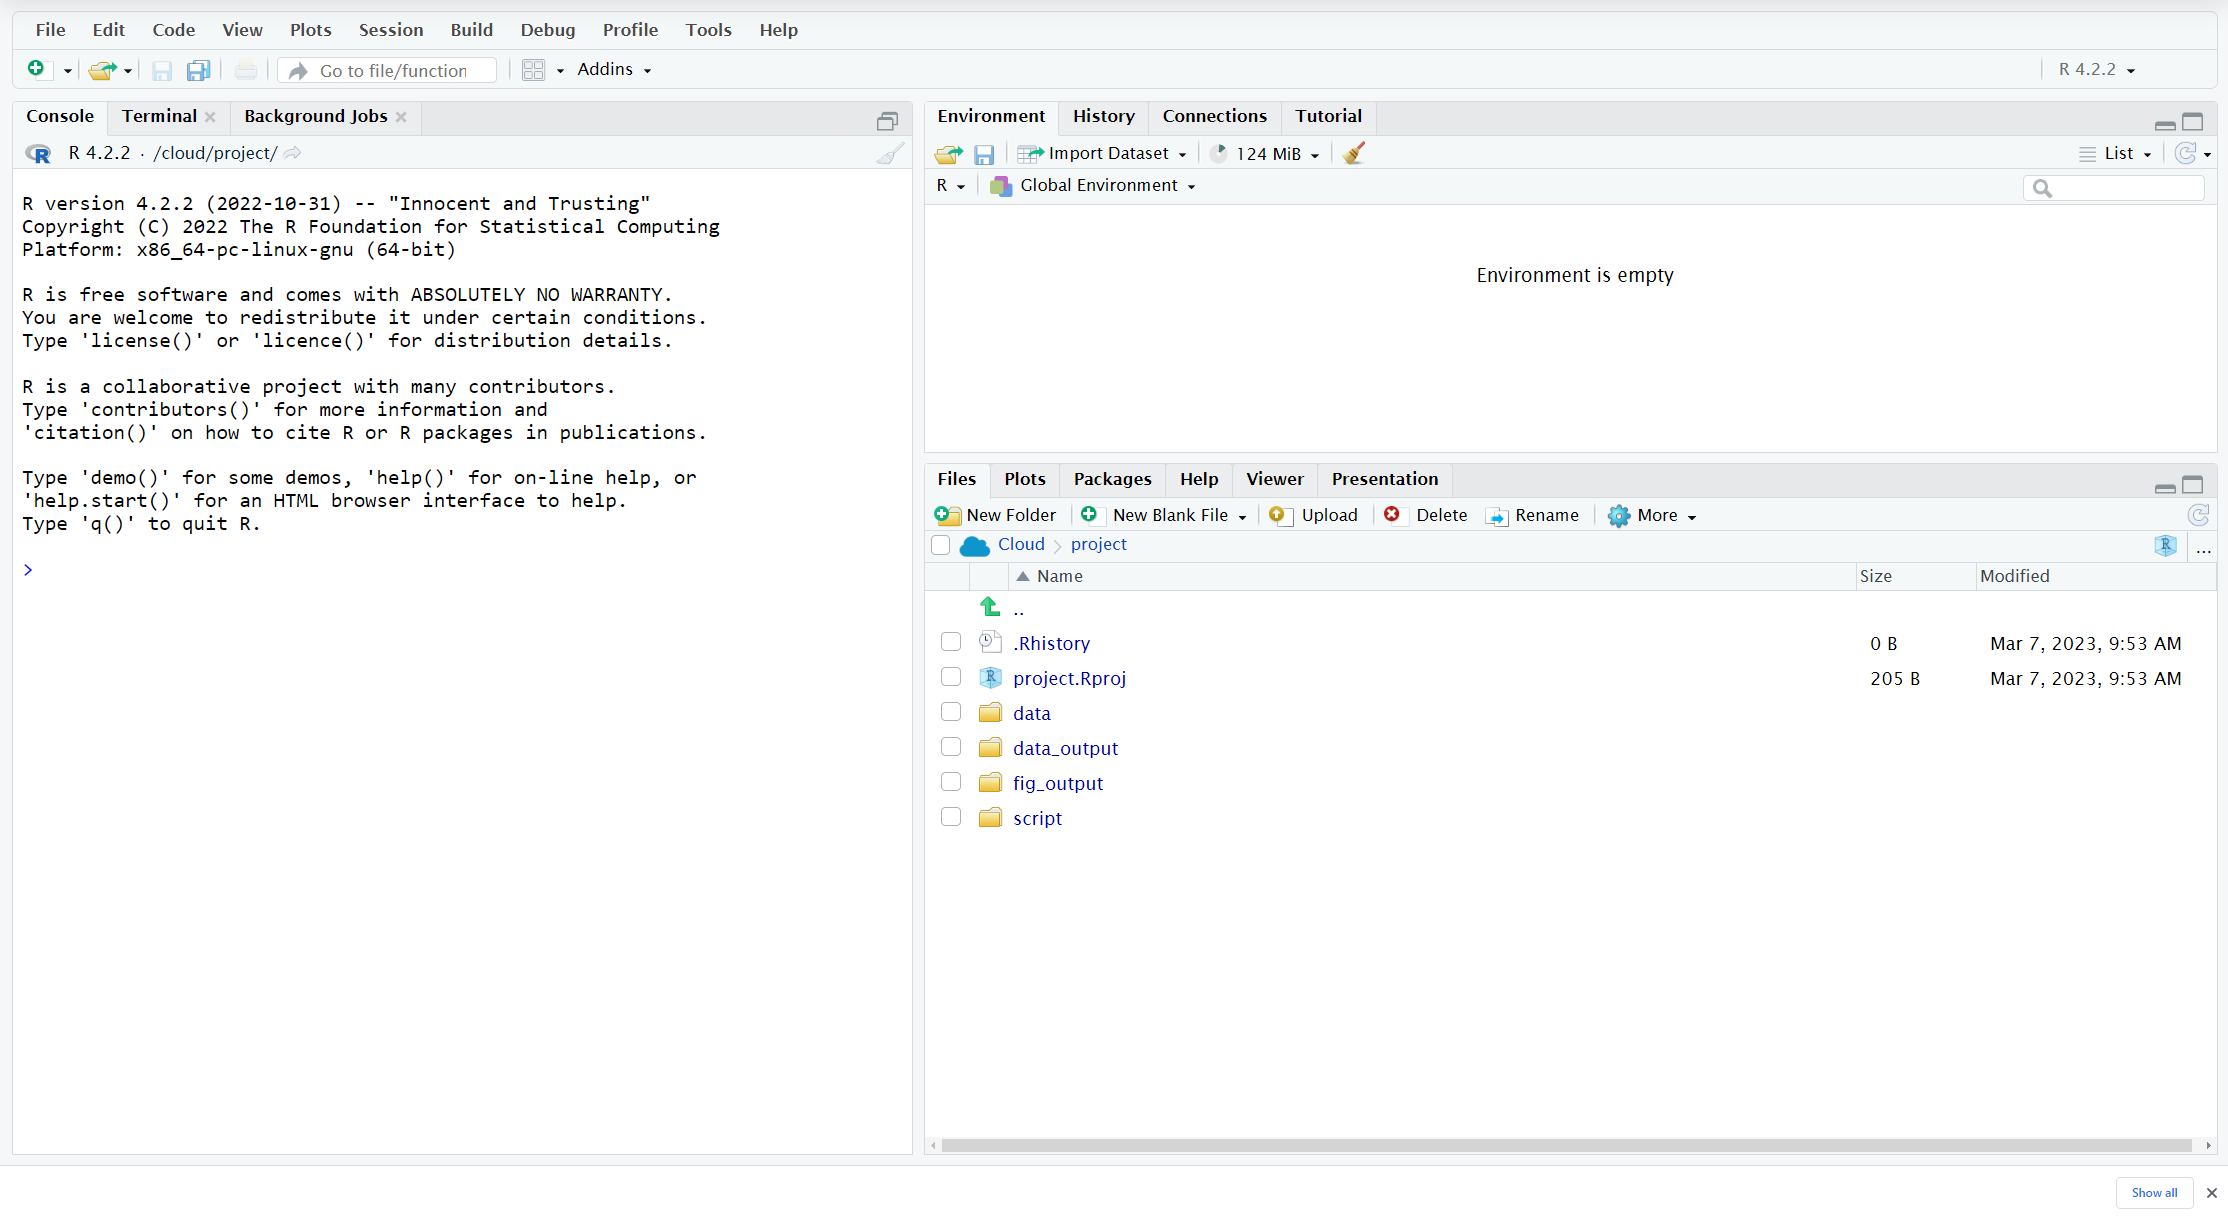 File Edit Code View Plots Session Build Debug Profile Tools Help
Go to file/function Addins R 4.2.2
Console Terminal Background Jobs
R 4.2.2 · /cloud/project/
R version 4.2.2 (2022-10-31) -- "Innocent and Trusting"
Copyright (C) 2022 The R Foundation for Statistical Computing
Platform: x86_64-pc-linux-gnu (64-bit)
R is free software and comes with ABSOLUTELY NO WARRANTY.
You are welcome to redistribute it under certain conditions.
Type 'license()' or 'licence()' for distribution details.
R is a collaborative project with many contributors.
Type 'contributors()' for more information and
'citation()' on how to cite R or R packages in publications.
Type 'demo()' for some demos, 'help()' for on-line help, or
'help.start()' for an HTML browser interface to help.
Type 'q()' to quit R.
>
Environment History Connections Tutorial
Import Dataset 124 MiB List
R Global Environment
Environment is empty
Files Plots Packages Help Viewer Presentation
New Folder New Blank File Upload Delete Rename More
Cloud project ...
Name Size Modified
..
.Rhistory 0 B Mar 7, 2023, 9:53 AM
project.Rproj 205 B Mar 7, 2023, 9:53 AM
data
data_output
fig_output
script
Show all